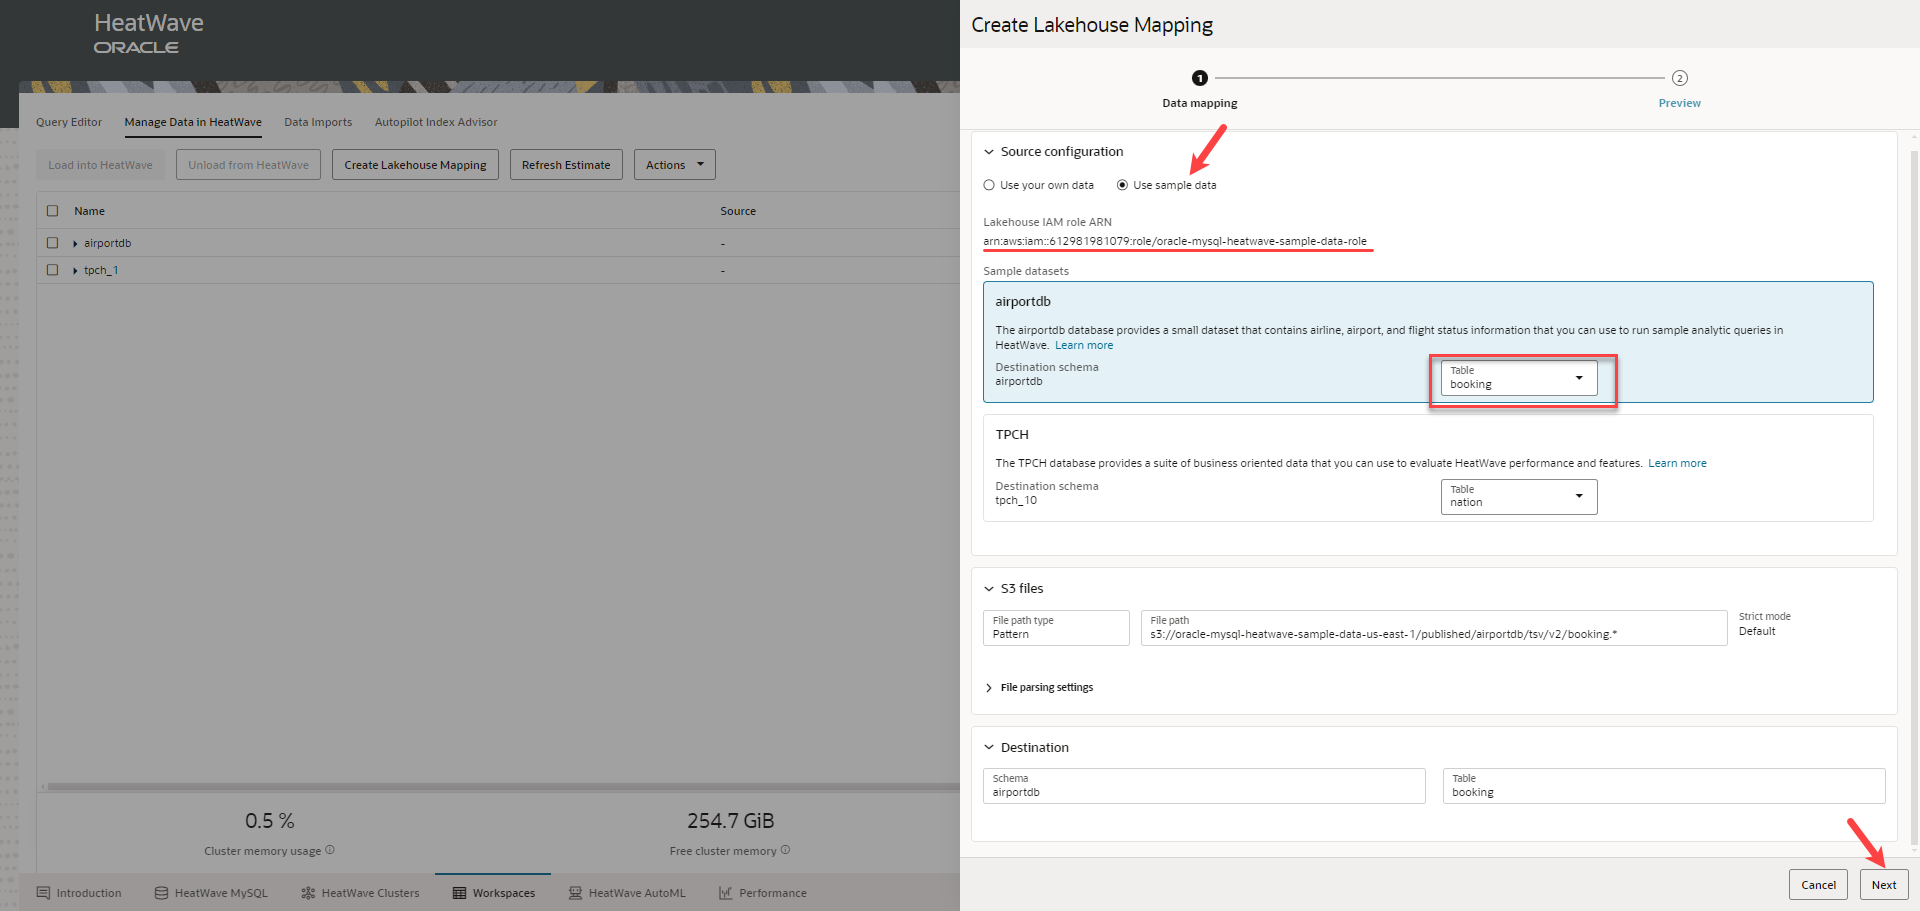 HeatWave
ORACLE
Query Editor
Manage Data in HeatWave
Data Imports
Autopilot Index Advisor
Load into HeatWave
Unload from HeatWave
Create Lakehouse Mapping
Refresh Estimate
Actions
Name
Source
airportdb
-
tpch_1
-
0.5 %
Cluster memory usage
254.7 GiB
Free cluster memory
Introduction
HeatWave MySQL
HeatWave Clusters
Workspaces
HeatWave AutoML
Performance
Create Lakehouse Mapping
1
2
Data mapping
Preview
Source configuration
Use your own data
Use sample data
Lakehouse IAM role ARN
arn:aws:iam::612981981079:role/oracle-mysql-heatwave-sample-data-role
Sample datasets
airportdb
The airportdb database provides a small dataset that contains airline, airport, and flight status information that you can use to run sample analytic queries in
HeatWave. Learn more
Destination schema
airportdb
Table
booking
TPCH
The TPCH database provides a suite of business oriented data that you can use to evaluate HeatWave performance and features. Learn more
Destination schema
tpch_10
Table
nation
S3 files
File path type
Pattern
File path
s3://oracle-mysql-heatwave-sample-data-us-east-1/published/airportdb/tsv/v2/booking.*
Strict mode
Default
File parsing settings
Destination
Schema
airportdb
Table
booking
Cancel
Next